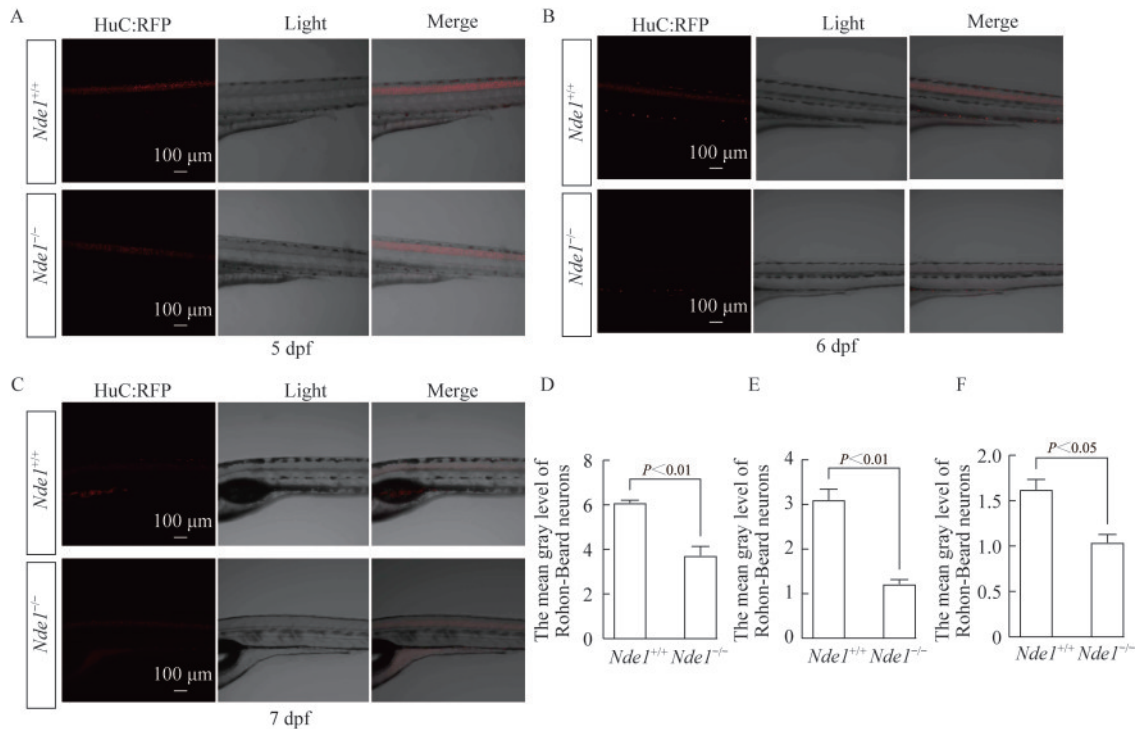 A
HuC:RFP Light Merge
Nde1+/+
100 μm
Nde1−/−
100 μm
5 dpf
B
HuC:RFP Light Merge
Nde1+/+
100 μm
Nde1−/−
100 μm
6 dpf
C
HuC:RFP Light Merge
Nde1+/+
100 μm
Nde1−/−
100 μm
7 dpf
D
The mean gray level of
Rohon-Beard neurons
8
6
4
6
0
P<0.01
Nde1+/+ Nde1−/−
E
The mean gray level of
Rohon-Beard neurons
4
3
2
1
0
P<0.01
Nde1+/+ Nde1−/−
F
The mean gray level of
Rohon-Beard neurons
2.0
1.5
1.0
0.5
0
P<0.05
Nde1+/+ Nde1−/−